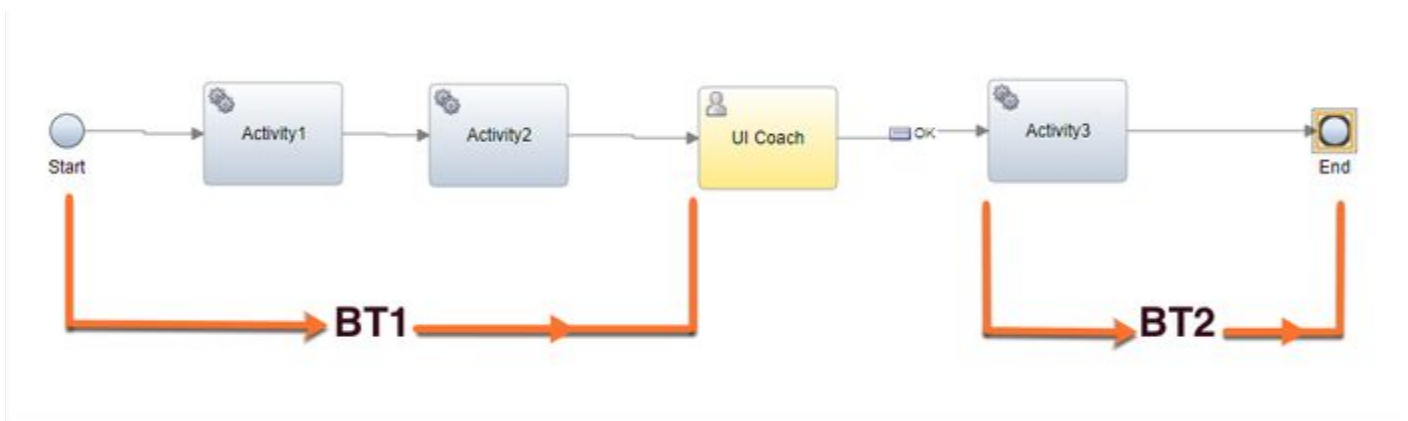 Activity1
Activity2
UI Coach
OK
Activity3
Start
End
BT1
BT2